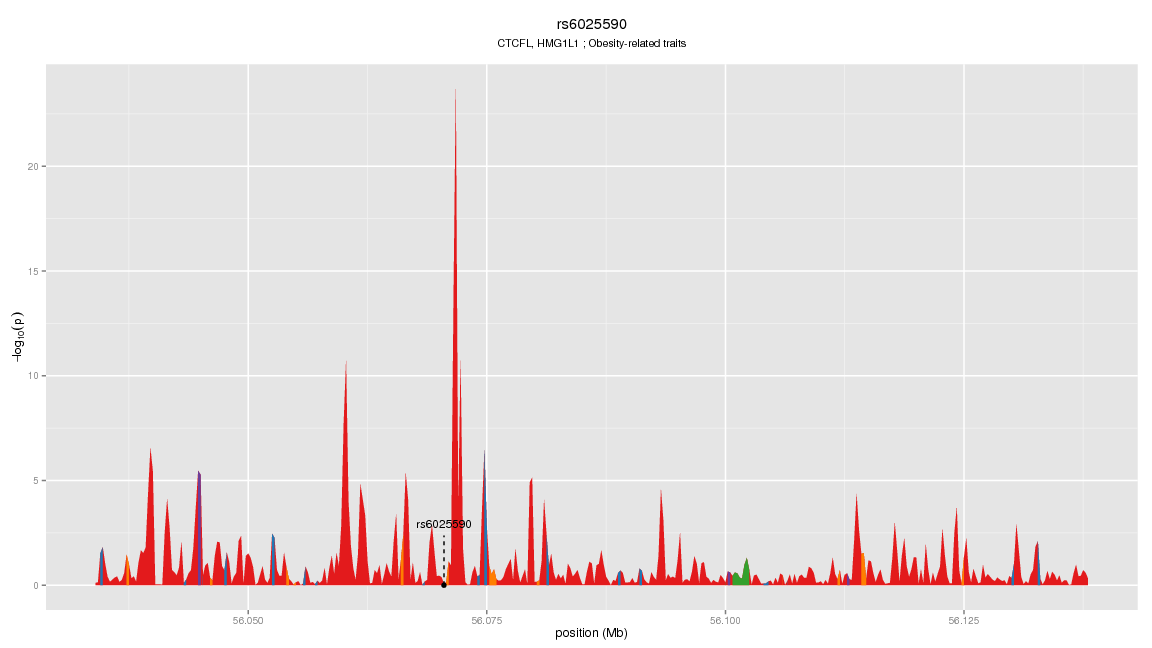 rs6025590
CTCFL, HMG1L1 ; Obesity-related traits
−log10(p)
20
15
10
5
0
rs6025590
56.050
56.075
56.100
56.125
position (Mb)